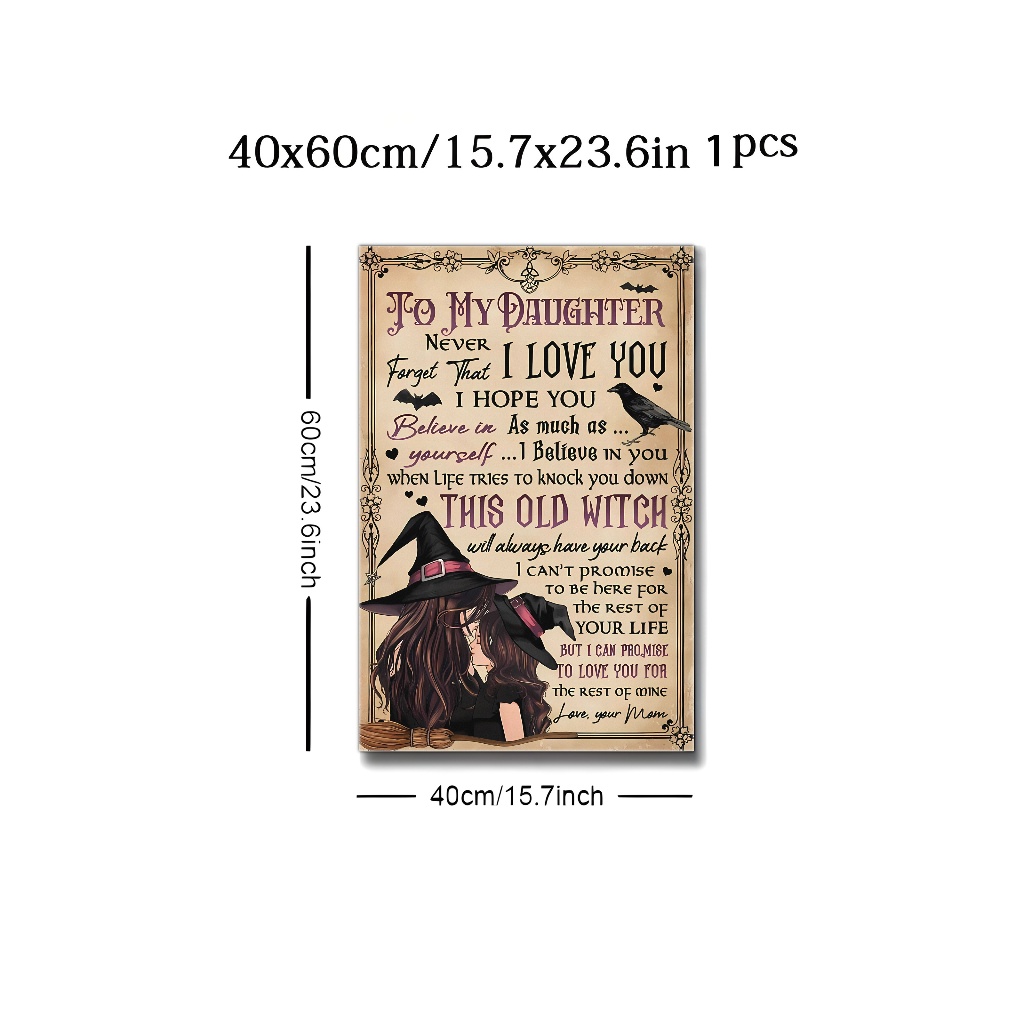 40x60cm/15.7x23.6in 1pcs
To My Daughter
Never
Forget That I LOVE YOU
I HOPE YOU
Believe in As much as ...
yourself ...I Believe IN YOU
WHEN LIFE TRIES TO KNOCK YOU DOWN
THIS OLD WITCH
will always have your back
I CAN'T PROMISE
TO BE HERE FOR
THE REST OF
YOUR LIFE
BUT I CAN PROMISE
TO LOVE YOU FOR
THE REST OF MINE
Love, your Mom
60cm/23.6inch
40cm/15.7inch